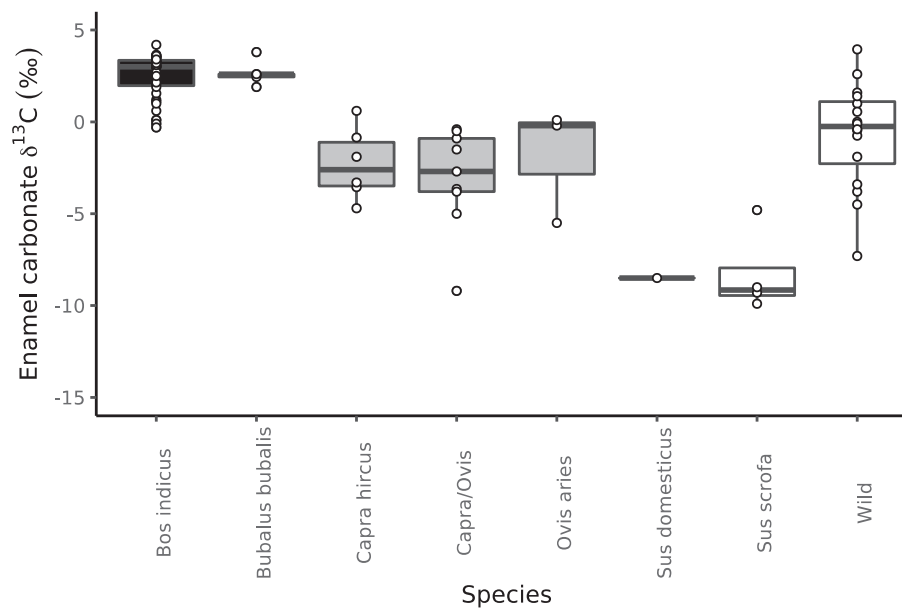 Enamel carbonate δ¹³C (‰)
5
0
-5
-10
-15
Bos indicus
Bubalus bubalis
Capra hircus
Capra/Ovis
Ovis aries
Sus domesticus
Sus scrofa
Wild
Species